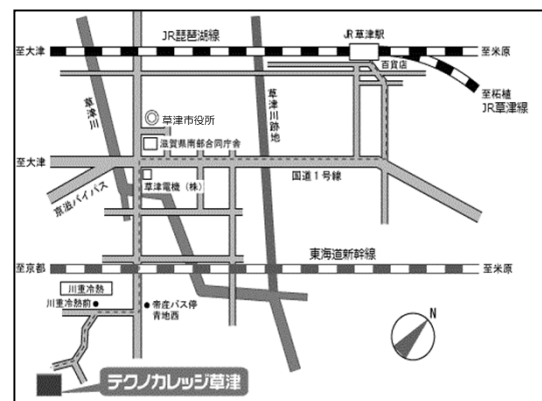 JR琵琶湖線
JR草津駅
至大津
至米原
百貨店
至柘植
JR草津線
草津川
草津川跡地
草津市役所
滋賀県南部合同庁舎
至大津
国道1号線
草津電機（株）
京滋バイパス
東海道新幹線
至京都
至米原
川重冷熱
川重冷熱前
帝産バス停
青地西
N
テクノカレッジ草津